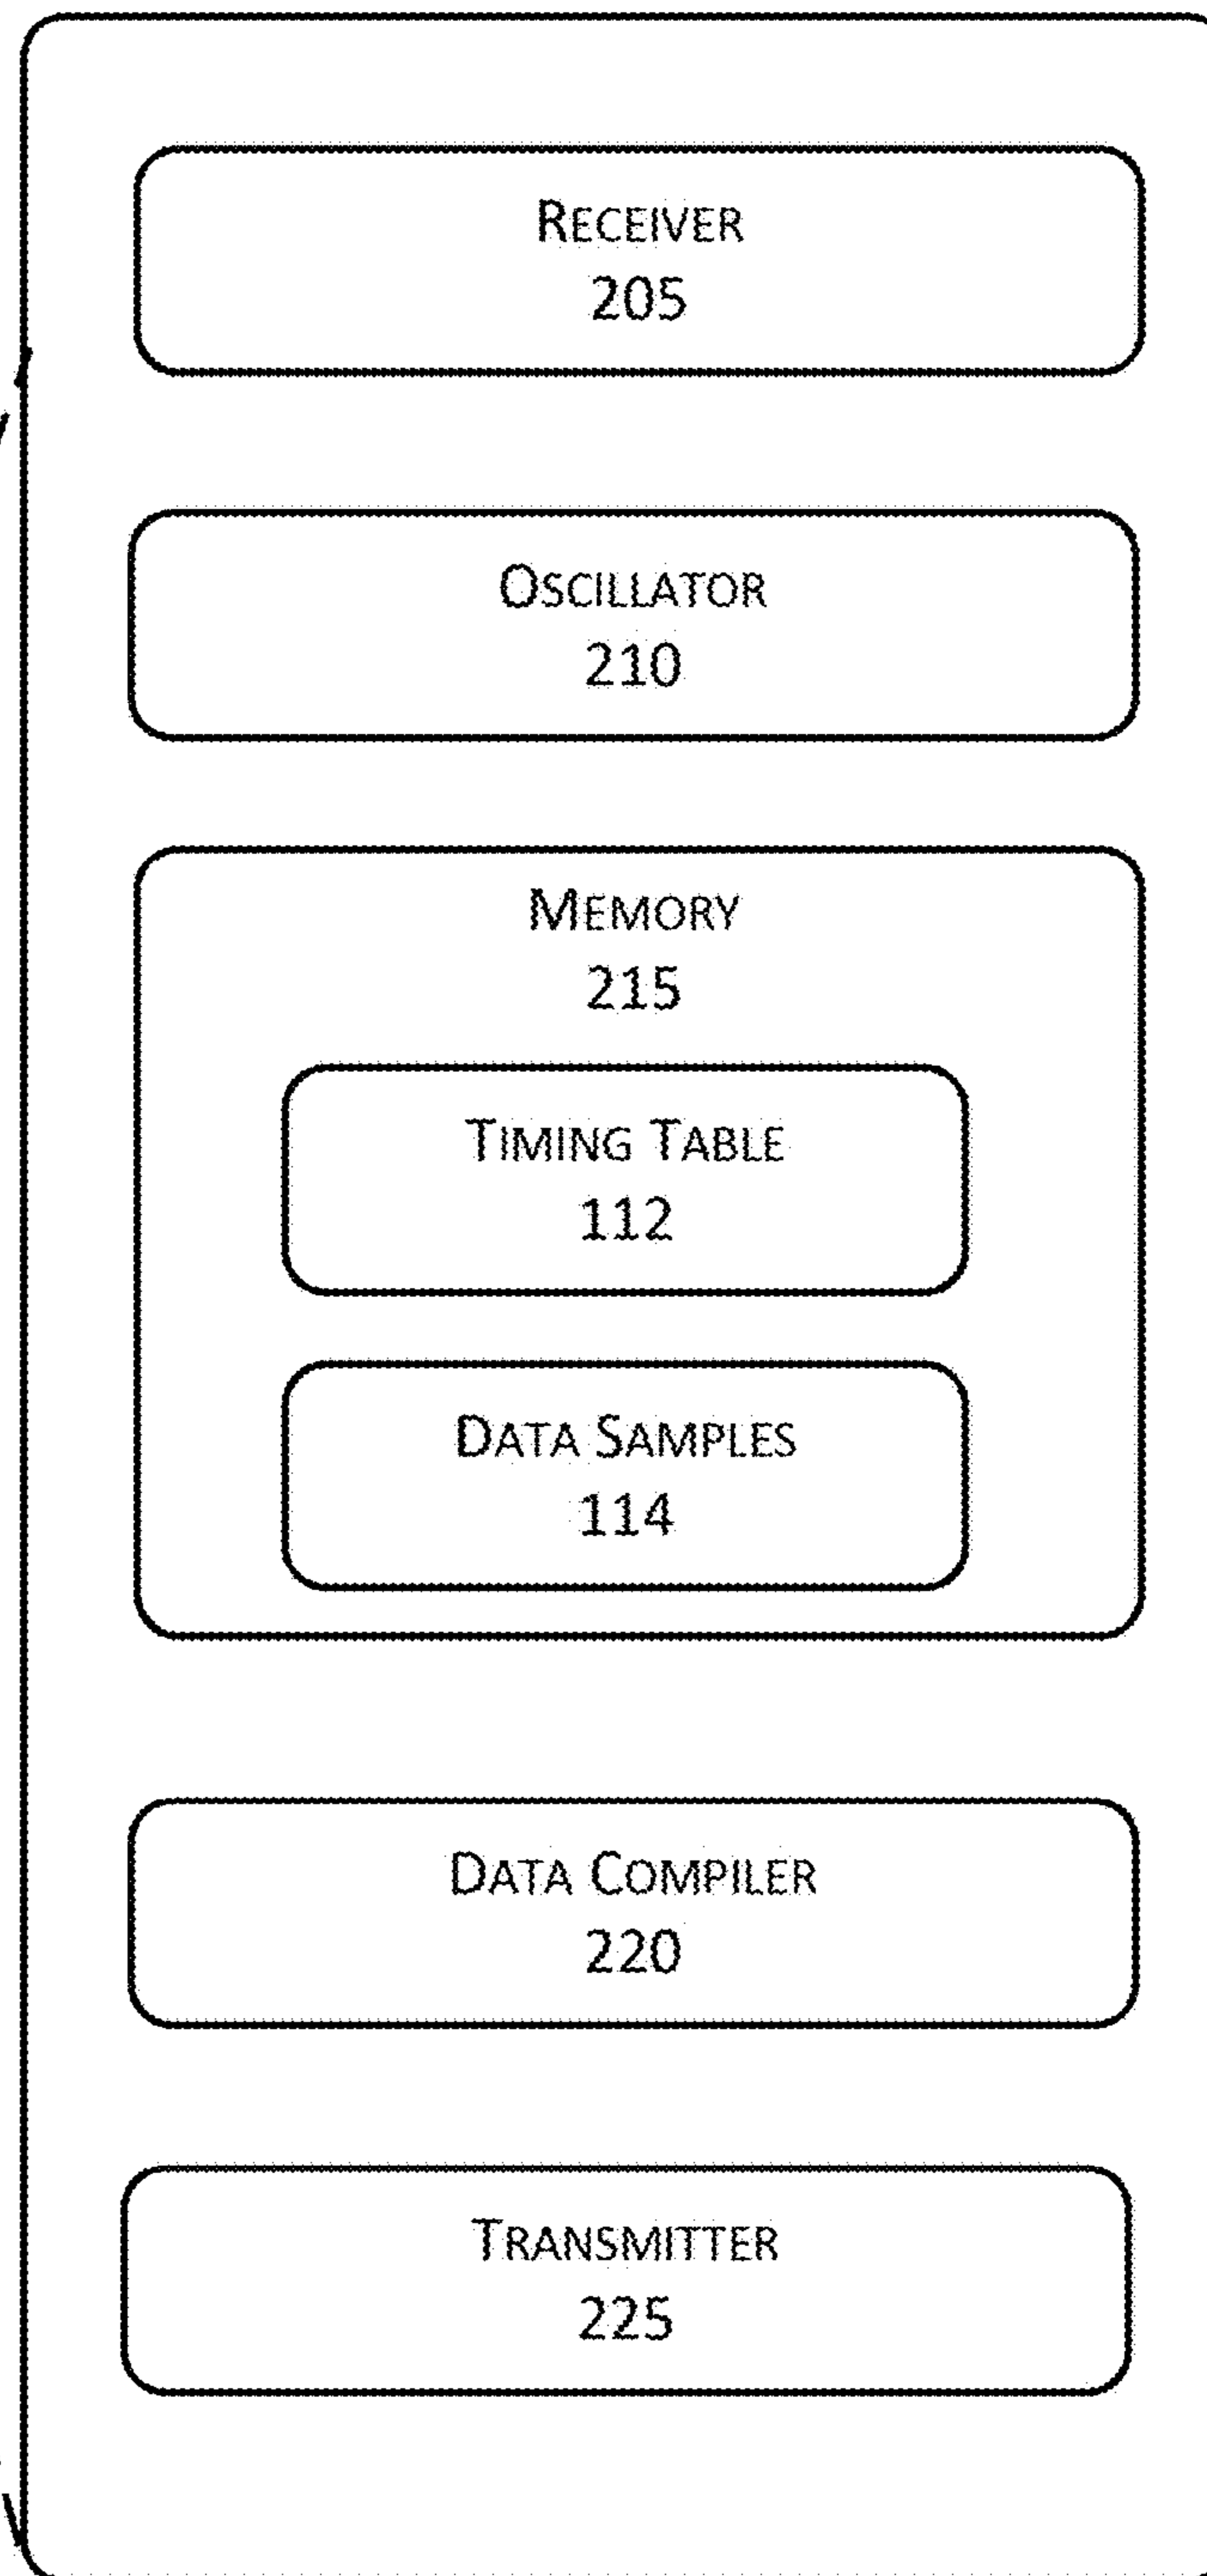 RECEIVER
205
OSCILLATOR
210
MEMORY
215
TIMING TABLE
112
DATA SAMPLES
114
DATA COMPILER
220
TRANSMITTER
225